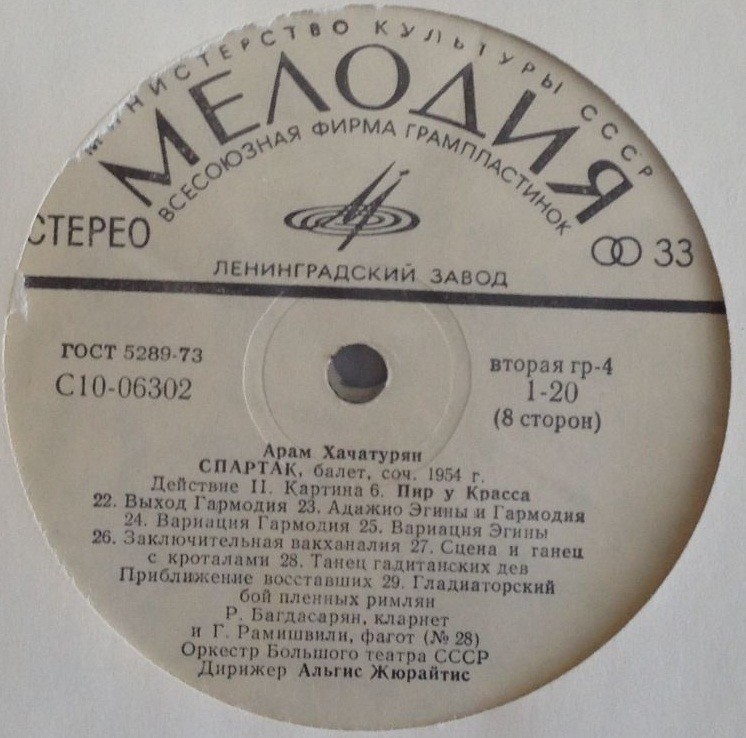 МИНИСТЕРСТВО КУЛЬТУРЫ СССР
МЕЛОДИЯ
ВСЕСОЮЗНАЯ ФИРМА ГРАМПЛАСТИНОК
СТЕРЕО
33
ЛЕНИНГРАДСКИЙ ЗАВОД
ГОСТ 5289-73
С10-06302
вторая гр-4
1-20
(8 сторон)
Арам Хачатурян
СПАРТАК, балет, соч. 1954 г.
Действие II. Картина 6. Пир у Красса
22. Выход Гармодия 23. Адажио Эгины и Гармодия
24. Вариация Гармодия 25. Вариация Эгины
26. Заключительная вакханалия 27. Сцена и танец
с кроталами 28. Танец гадитанских дев
Приближение восставших 29. Гладиаторский
бой пленных римлян
Р. Багдасарян, кларнет
и Г. Рамишвили, фагот (№ 28)
Оркестр Большого театра СССР
Дирижер Альгис Жюрайтис